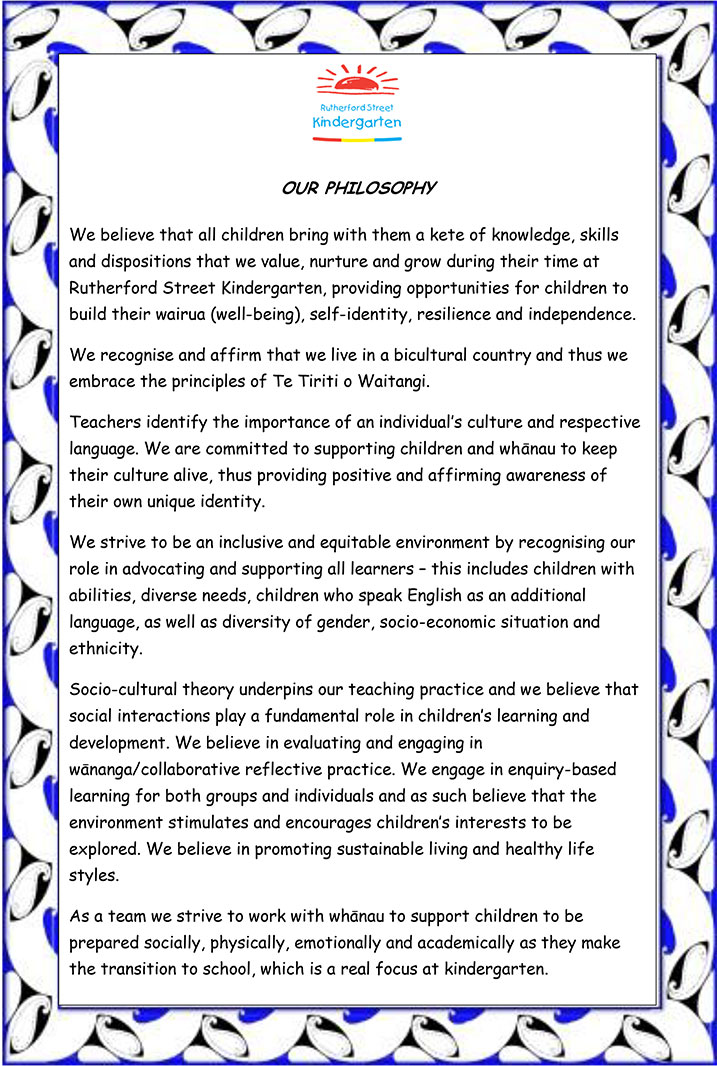 Rutherford Street
Kindergarten
OUR PHILOSOPHY
We believe that all children bring with them a kete of knowledge, skills
and dispositions that we value, nurture and grow during their time at
Rutherford Street Kindergarten, providing opportunities for children to
build their wairua (well-being), self-identity, resilience and independence.
We recognise and affirm that we live in a bicultural country and thus we
embrace the principles of Te Tiriti o Waitangi.
Teachers identify the importance of an individual's culture and respective
language. We are committed to supporting children and whānau to keep
their culture alive, thus providing positive and affirming awareness of
their own unique identity.
We strive to be an inclusive and equitable environment by recognising our
role in advocating and supporting all learners – this includes children with
abilities, diverse needs, children who speak English as an additional
language, as well as diversity of gender, socio-economic situation and
ethnicity.
Socio-cultural theory underpins our teaching practice and we believe that
social interactions play a fundamental role in children's learning and
development. We believe in evaluating and engaging in
wānanga/collaborative reflective practice. We engage in enquiry-based
learning for both groups and individuals and as such believe that the
environment stimulates and encourages children's interests to be
explored. We believe in promoting sustainable living and healthy life
styles.
As a team we strive to work with whānau to support children to be
prepared socially, physically, emotionally and academically as they make
the transition to school, which is a real focus at kindergarten.